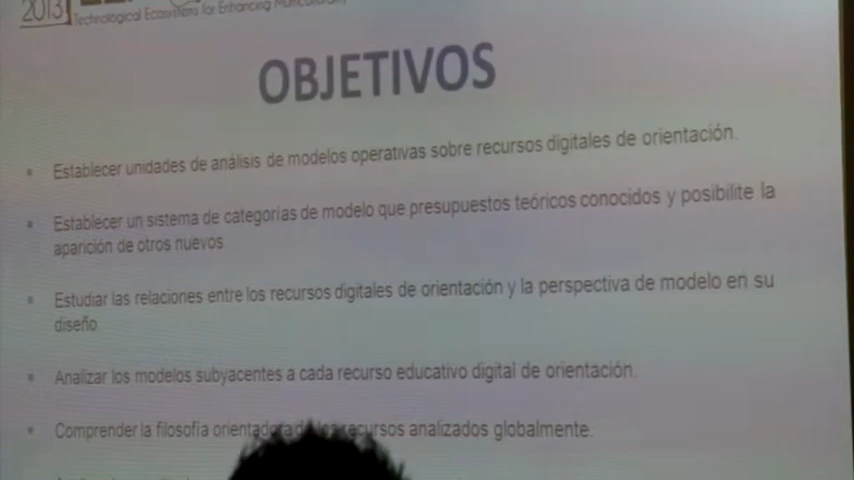 2013
Technological Ecosystems for Enhancing Multiculturality
OBJETIVOS
Establecer unidades de análisis de modelos operativas sobre recursos digitales de orientación.
Establecer un sistema de categorías de modelo que presupuestos teóricos conocidos y posibilite la
aparición de otros nuevos
Estudiar las relaciones entre los recursos digitales de orientación y la perspectiva de modelo en su
diseño
Analizar los modelos subyacentes a cada recurso educativo digital de orientación.
Comprender la filosofía orientadora de los recursos analizados globalmente.